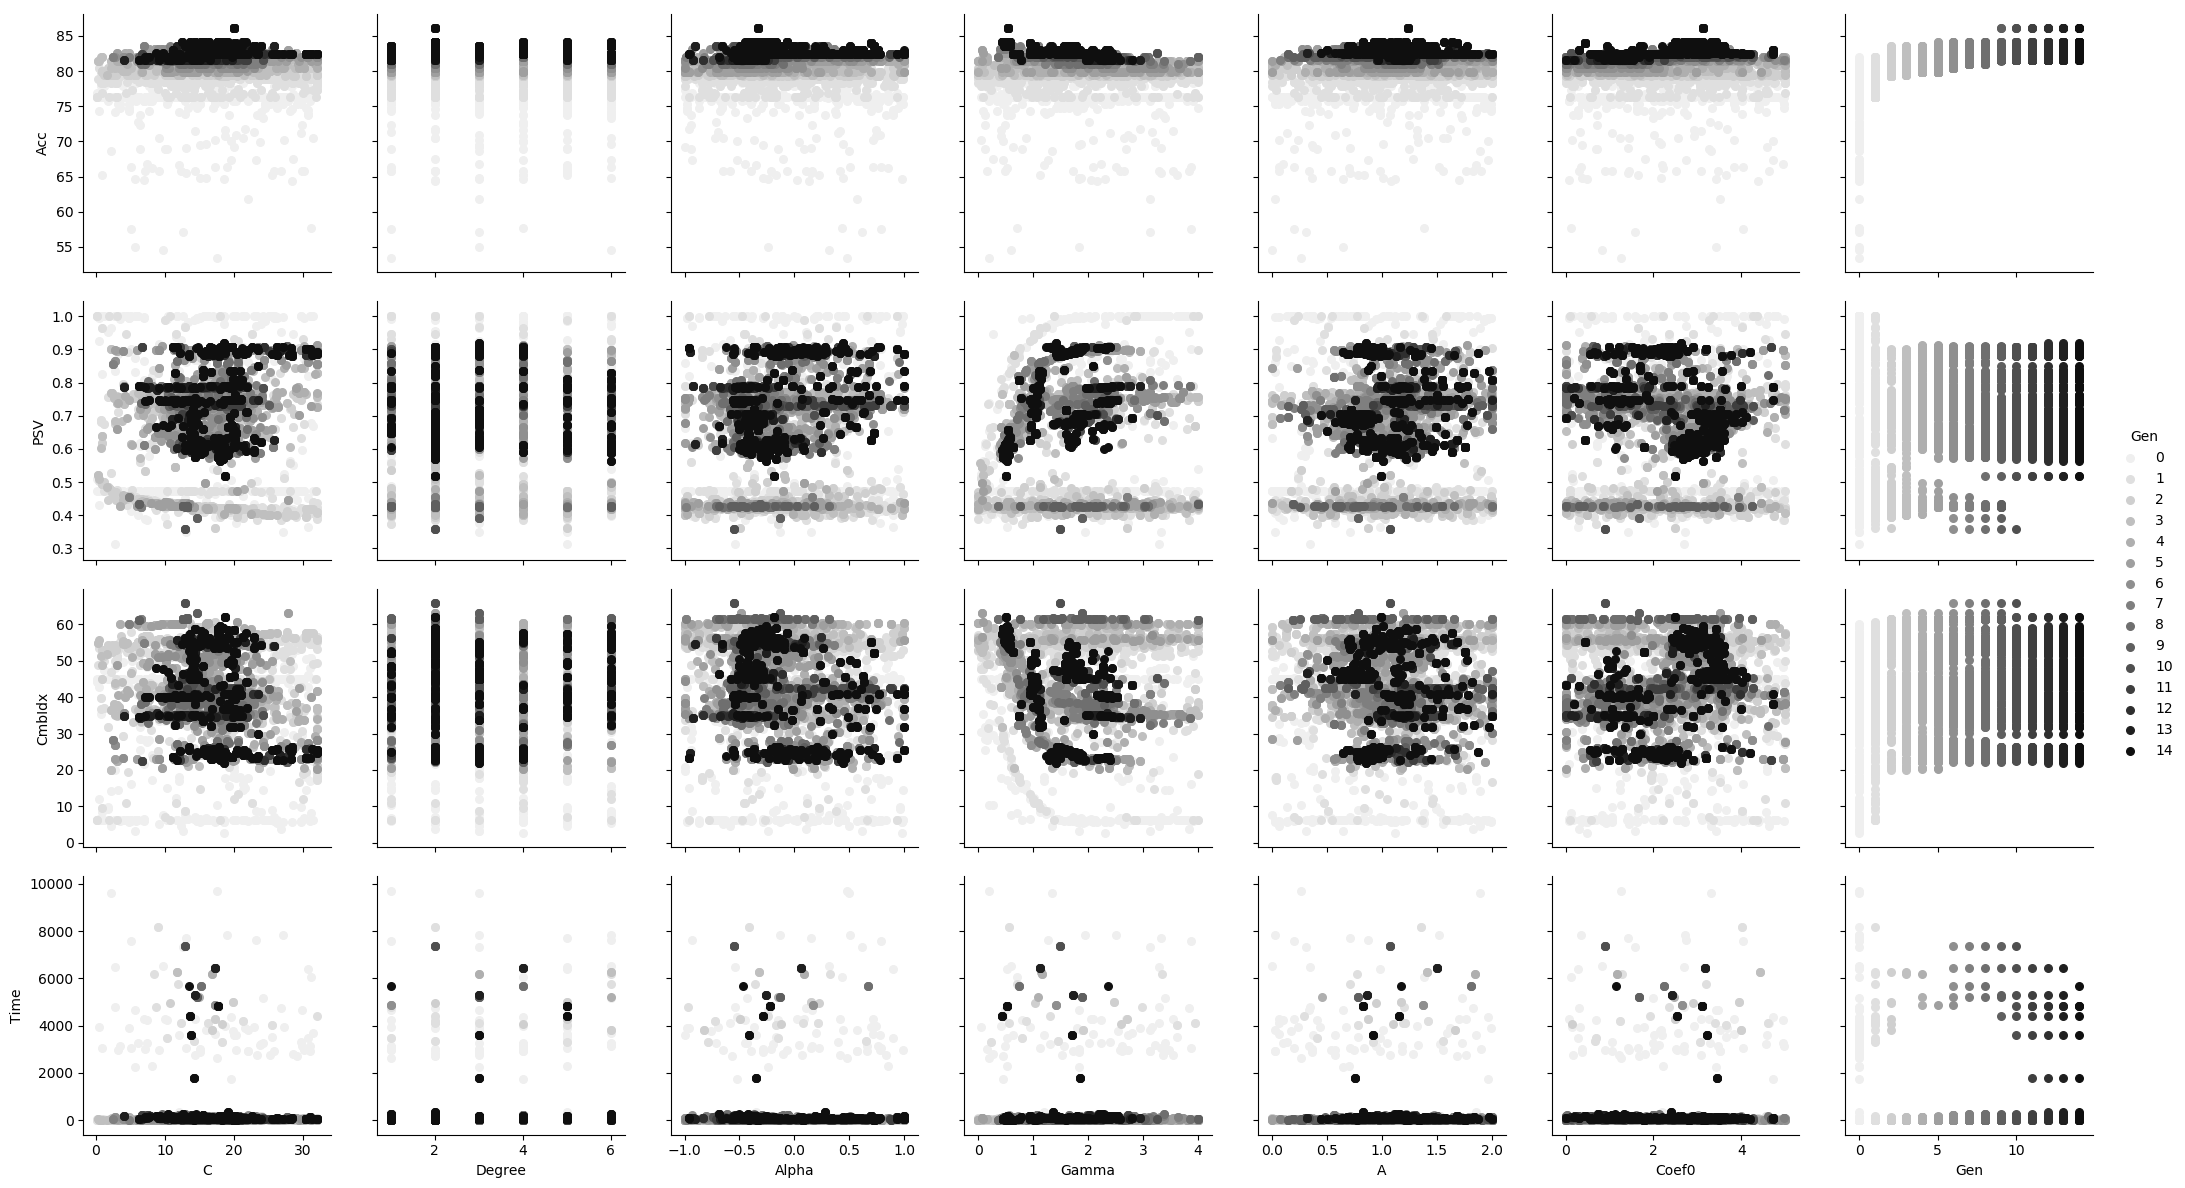 85
80
75
70
65
60
55
Acc
1.0
0.9
0.8
0.7
0.6
0.5
0.4
0.3
PSV
Gen
0
1
2
3
4
5
6
7
8
9
10
11
12
13
14
60
50
40
30
20
10
0
CmbIdx
10000
8000
6000
4000
2000
0
Time
0 10 20 30
C
2 4 6
Degree
−1.0 −0.5 0.0 0.5 1.0
Alpha
0 1 2 3 4
Gamma
0.0 0.5 1.0 1.5 2.0
A
0 2 4
Coef0
0 5 10
Gen